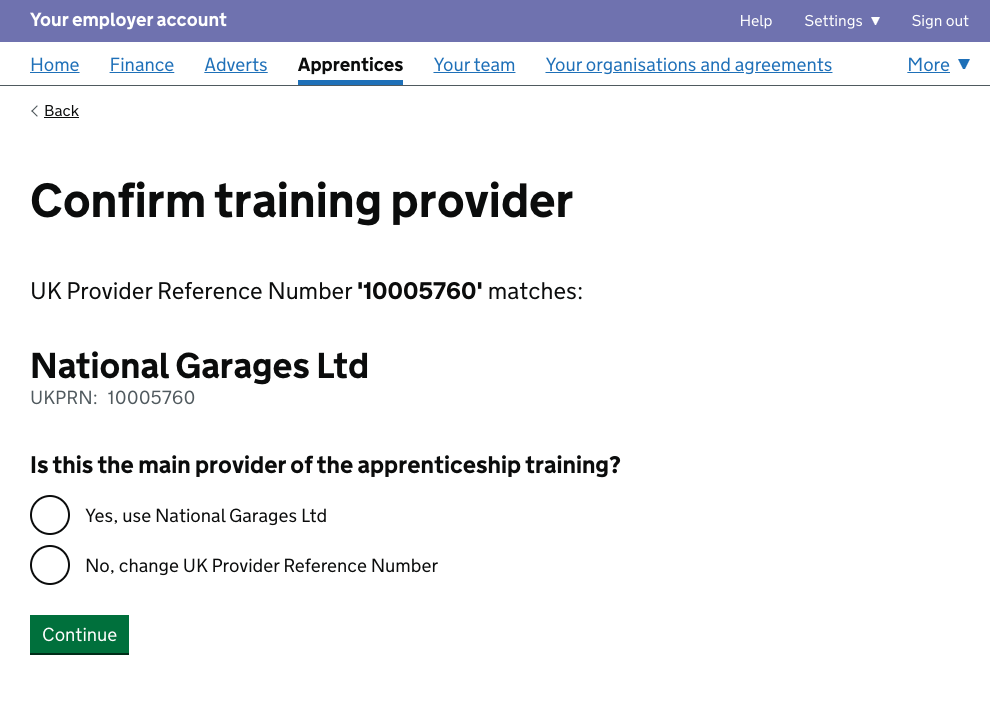 Your employer account Help Settings ▼ Sign out
Home Finance Adverts Apprentices Your team Your organisations and agreements More ▼
Back
Confirm training provider
UK Provider Reference Number '10005760' matches:
National Garages Ltd
UKPRN: 10005760
Is this the main provider of the apprenticeship training?
Yes, use National Garages Ltd
No, change UK Provider Reference Number
Continue